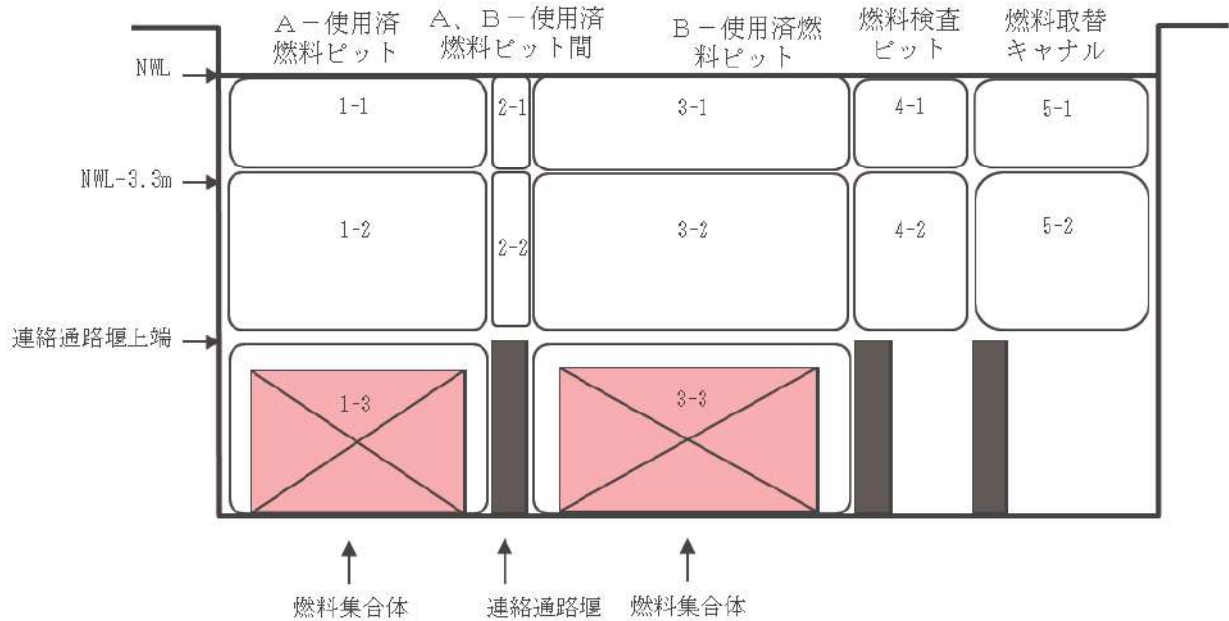 A－使用済
燃料ピット
A、B－使用済
燃料ピット間
B－使用済燃
料ピット
燃料検査
ピット
燃料取替
キャナル
NWL
1-1
2-1
3-1
4-1
5-1
NWL-3.3m
1-2
2-2
3-2
4-2
5-2
連絡通路堰上端
1-3
3-3
燃料集合体
連絡通路堰
燃料集合体